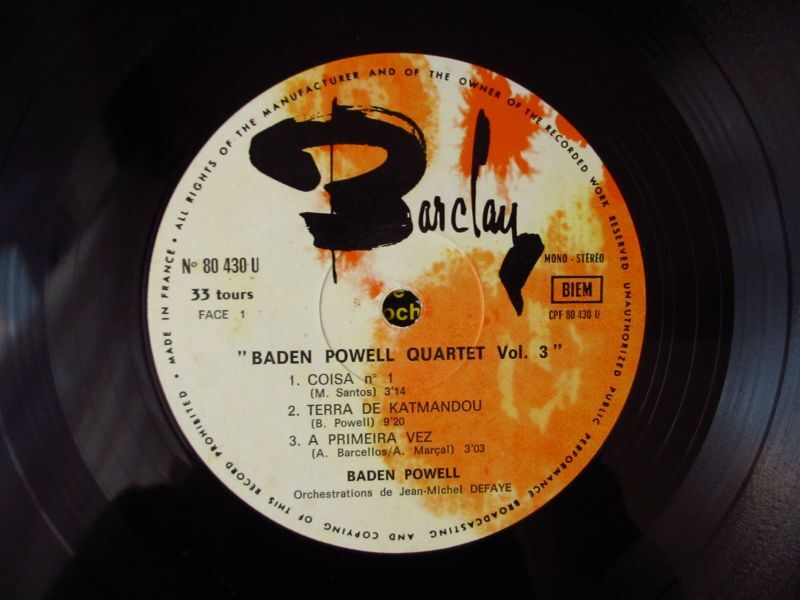 MADE IN FRANCE • ALL RIGHTS OF THE MANUFACTURER AND OF THE OWNER OF THE RECORDED WORK RESERVED UNAUTHORIZED PUBLIC PERFORMANCE BROADCASTING AND COPYING OF THIS RECORD PROHIBITED •
Barclay
N° 80 430 U
MONO - STÉRÉO
33 tours
BIEM
FACE 1
CPF 80 430 U
och
"BADEN POWELL QUARTET Vol. 3"
1. COISA n° 1
(M. Santos) 3'14
2. TERRA DE KATMANDOU
(B. Powell) 9'20
3. A PRIMEIRA VEZ
(A. Barcellos/A. Marçal) 3'03
BADEN POWELL
Orchestrations de Jean-Michel DEFAYE